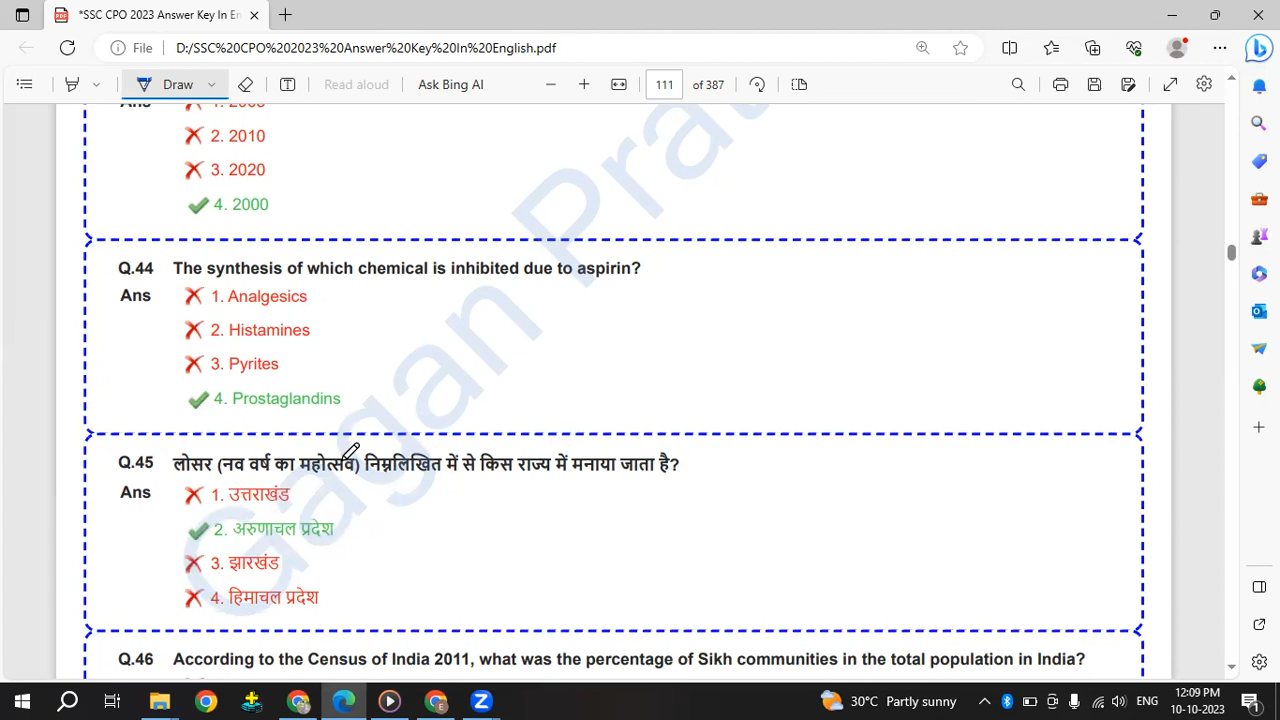 *SSC CPO 2023 Answer Key In En
File D:/SSC%20CPO%202023%20Answer%20Key%20In%20English.pdf
Draw Read aloud Ask Bing AI 111 of 387
Ans 1. 2005
2. 2010
3. 2020
4. 2000
Q.44 The synthesis of which chemical is inhibited due to aspirin?
Ans 1. Analgesics
2. Histamines
3. Pyrites
4. Prostaglandins
Q.45 लोसर (नव वर्ष का महोत्सव) निम्नलिखित में से किस राज्य में मनाया जाता है?
Ans 1. उत्तराखंड
2. अरुणाचल प्रदेश
3. झारखंड
4. हिमाचल प्रदेश
Q.46 According to the Census of India 2011, what was the percentage of Sikh communities in the total population in India?
Gagan Prat
30°C Partly sunny ENG 12:09 PM
10-10-2023